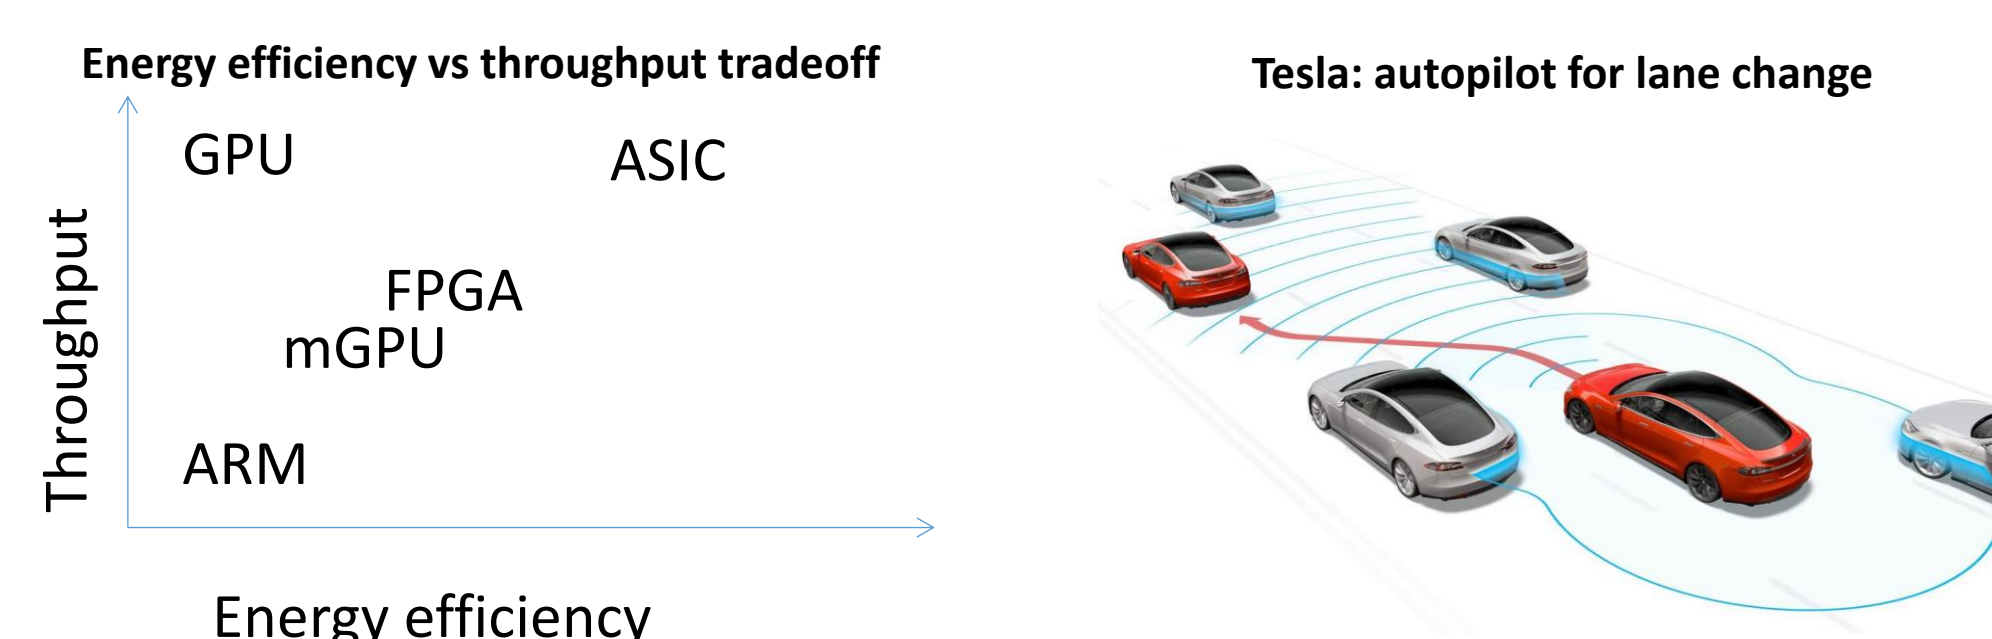 Energy efficiency vs throughput tradeoff
Throughput
GPU
ASIC
FPGA
mGPU
ARM
Energy efficiency
Tesla: autopilot for lane change